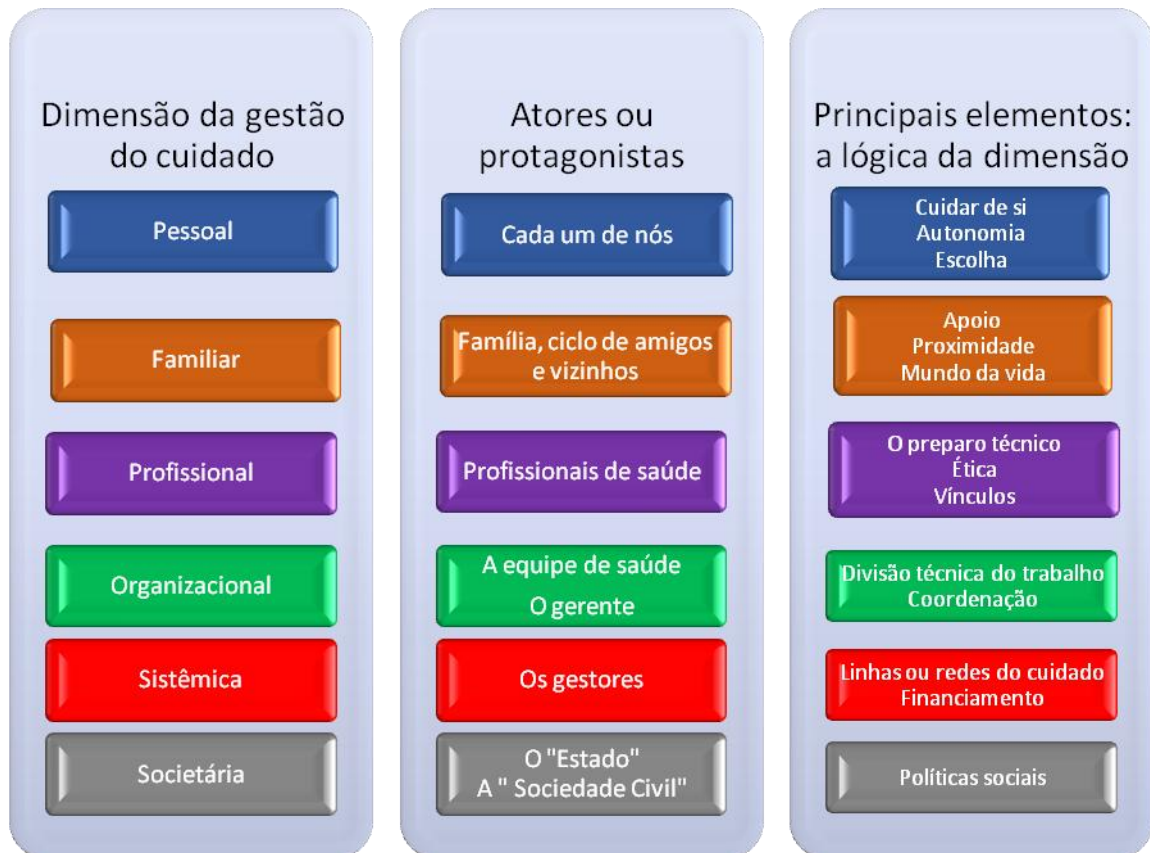 Dimensão da gestão
do cuidado
Pessoal
Familiar
Profissional
Organizacional
Sistêmica
Societária
Atores ou
protagonistas
Cada um de nós
Família, ciclo de amigos
e vizinhos
Profissionais de saúde
A equipe de saúde
O gerente
Os gestores
O "Estado"
A " Sociedade Civil"
Principais elementos:
a lógica da dimensão
Cuidar de si
Autonomia
Escolha
Apoio
Proximidade
Mundo da vida
O preparo técnico
Ética
Vínculos
Divisão técnica do trabalho
Coordenação
Linhas ou redes do cuidado
Financiamento
Políticas sociais